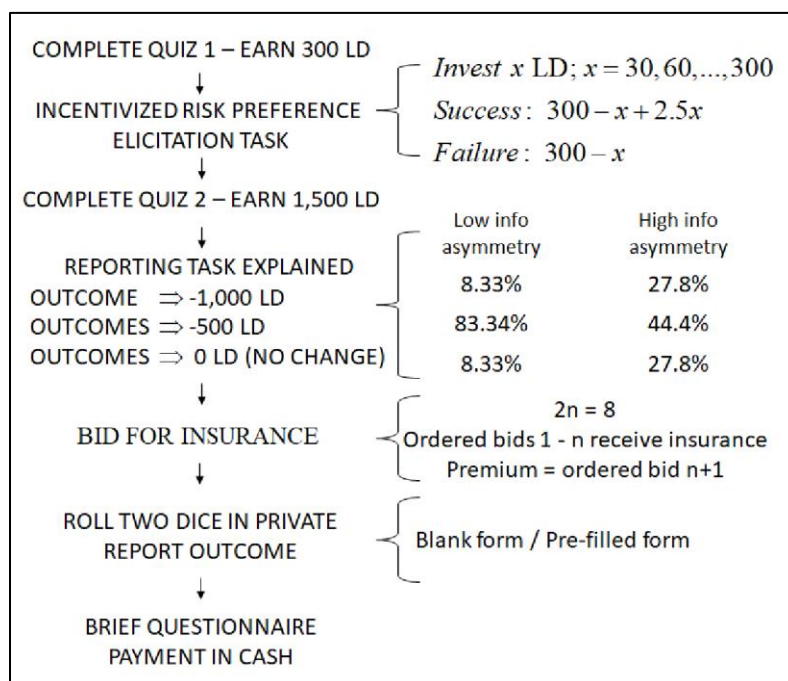 COMPLETE QUIZ 1 – EARN 300 LD
INCENTIVIZED RISK PREFERENCE
ELICITATION TASK
Invest x LD; x = 30, 60,..., 300
Success: 300 − x + 2.5x
Failure: 300 − x
COMPLETE QUIZ 2 – EARN 1,500 LD
REPORTING TASK EXPLAINED
OUTCOME ⇒ -1,000 LD
OUTCOMES ⇒ -500 LD
OUTCOMES ⇒ 0 LD (NO CHANGE)
Low info
asymmetry
8.33%
83.34%
8.33%
High info
asymmetry
27.8%
44.4%
27.8%
BID FOR INSURANCE
2n = 8
Ordered bids 1 - n receive insurance
Premium = ordered bid n+1
ROLL TWO DICE IN PRIVATE
REPORT OUTCOME
Blank form / Pre-filled form
BRIEF QUESTIONNAIRE
PAYMENT IN CASH